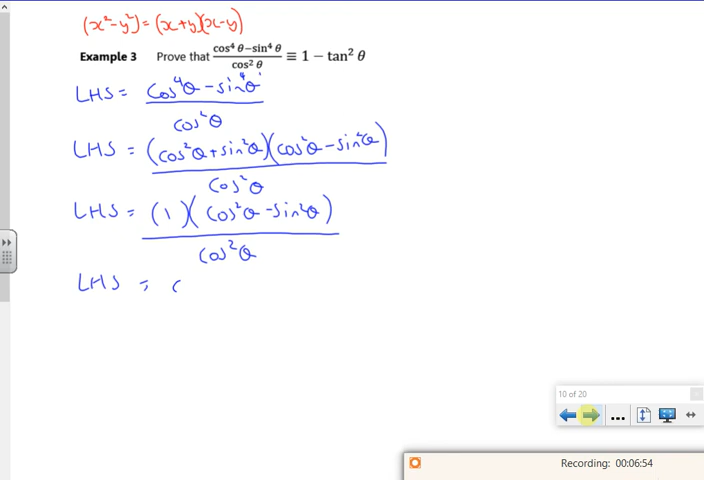 (x²-y²)=(x+y)(x-y)
Example 3 Prove that (cos⁴ θ−sin⁴ θ)/(cos² θ) ≡ 1 − tan² θ
LHS = (cos⁴θ - sin⁴θ)/(cos²θ)
LHS = (cos²θ+sin²θ)(cos²θ-sin²θ)/(cos²θ)
LHS = (1)(cos²θ-sin²θ)/(cos²θ)
LHS = c
10 of 20
...
Recording: 00:06:54